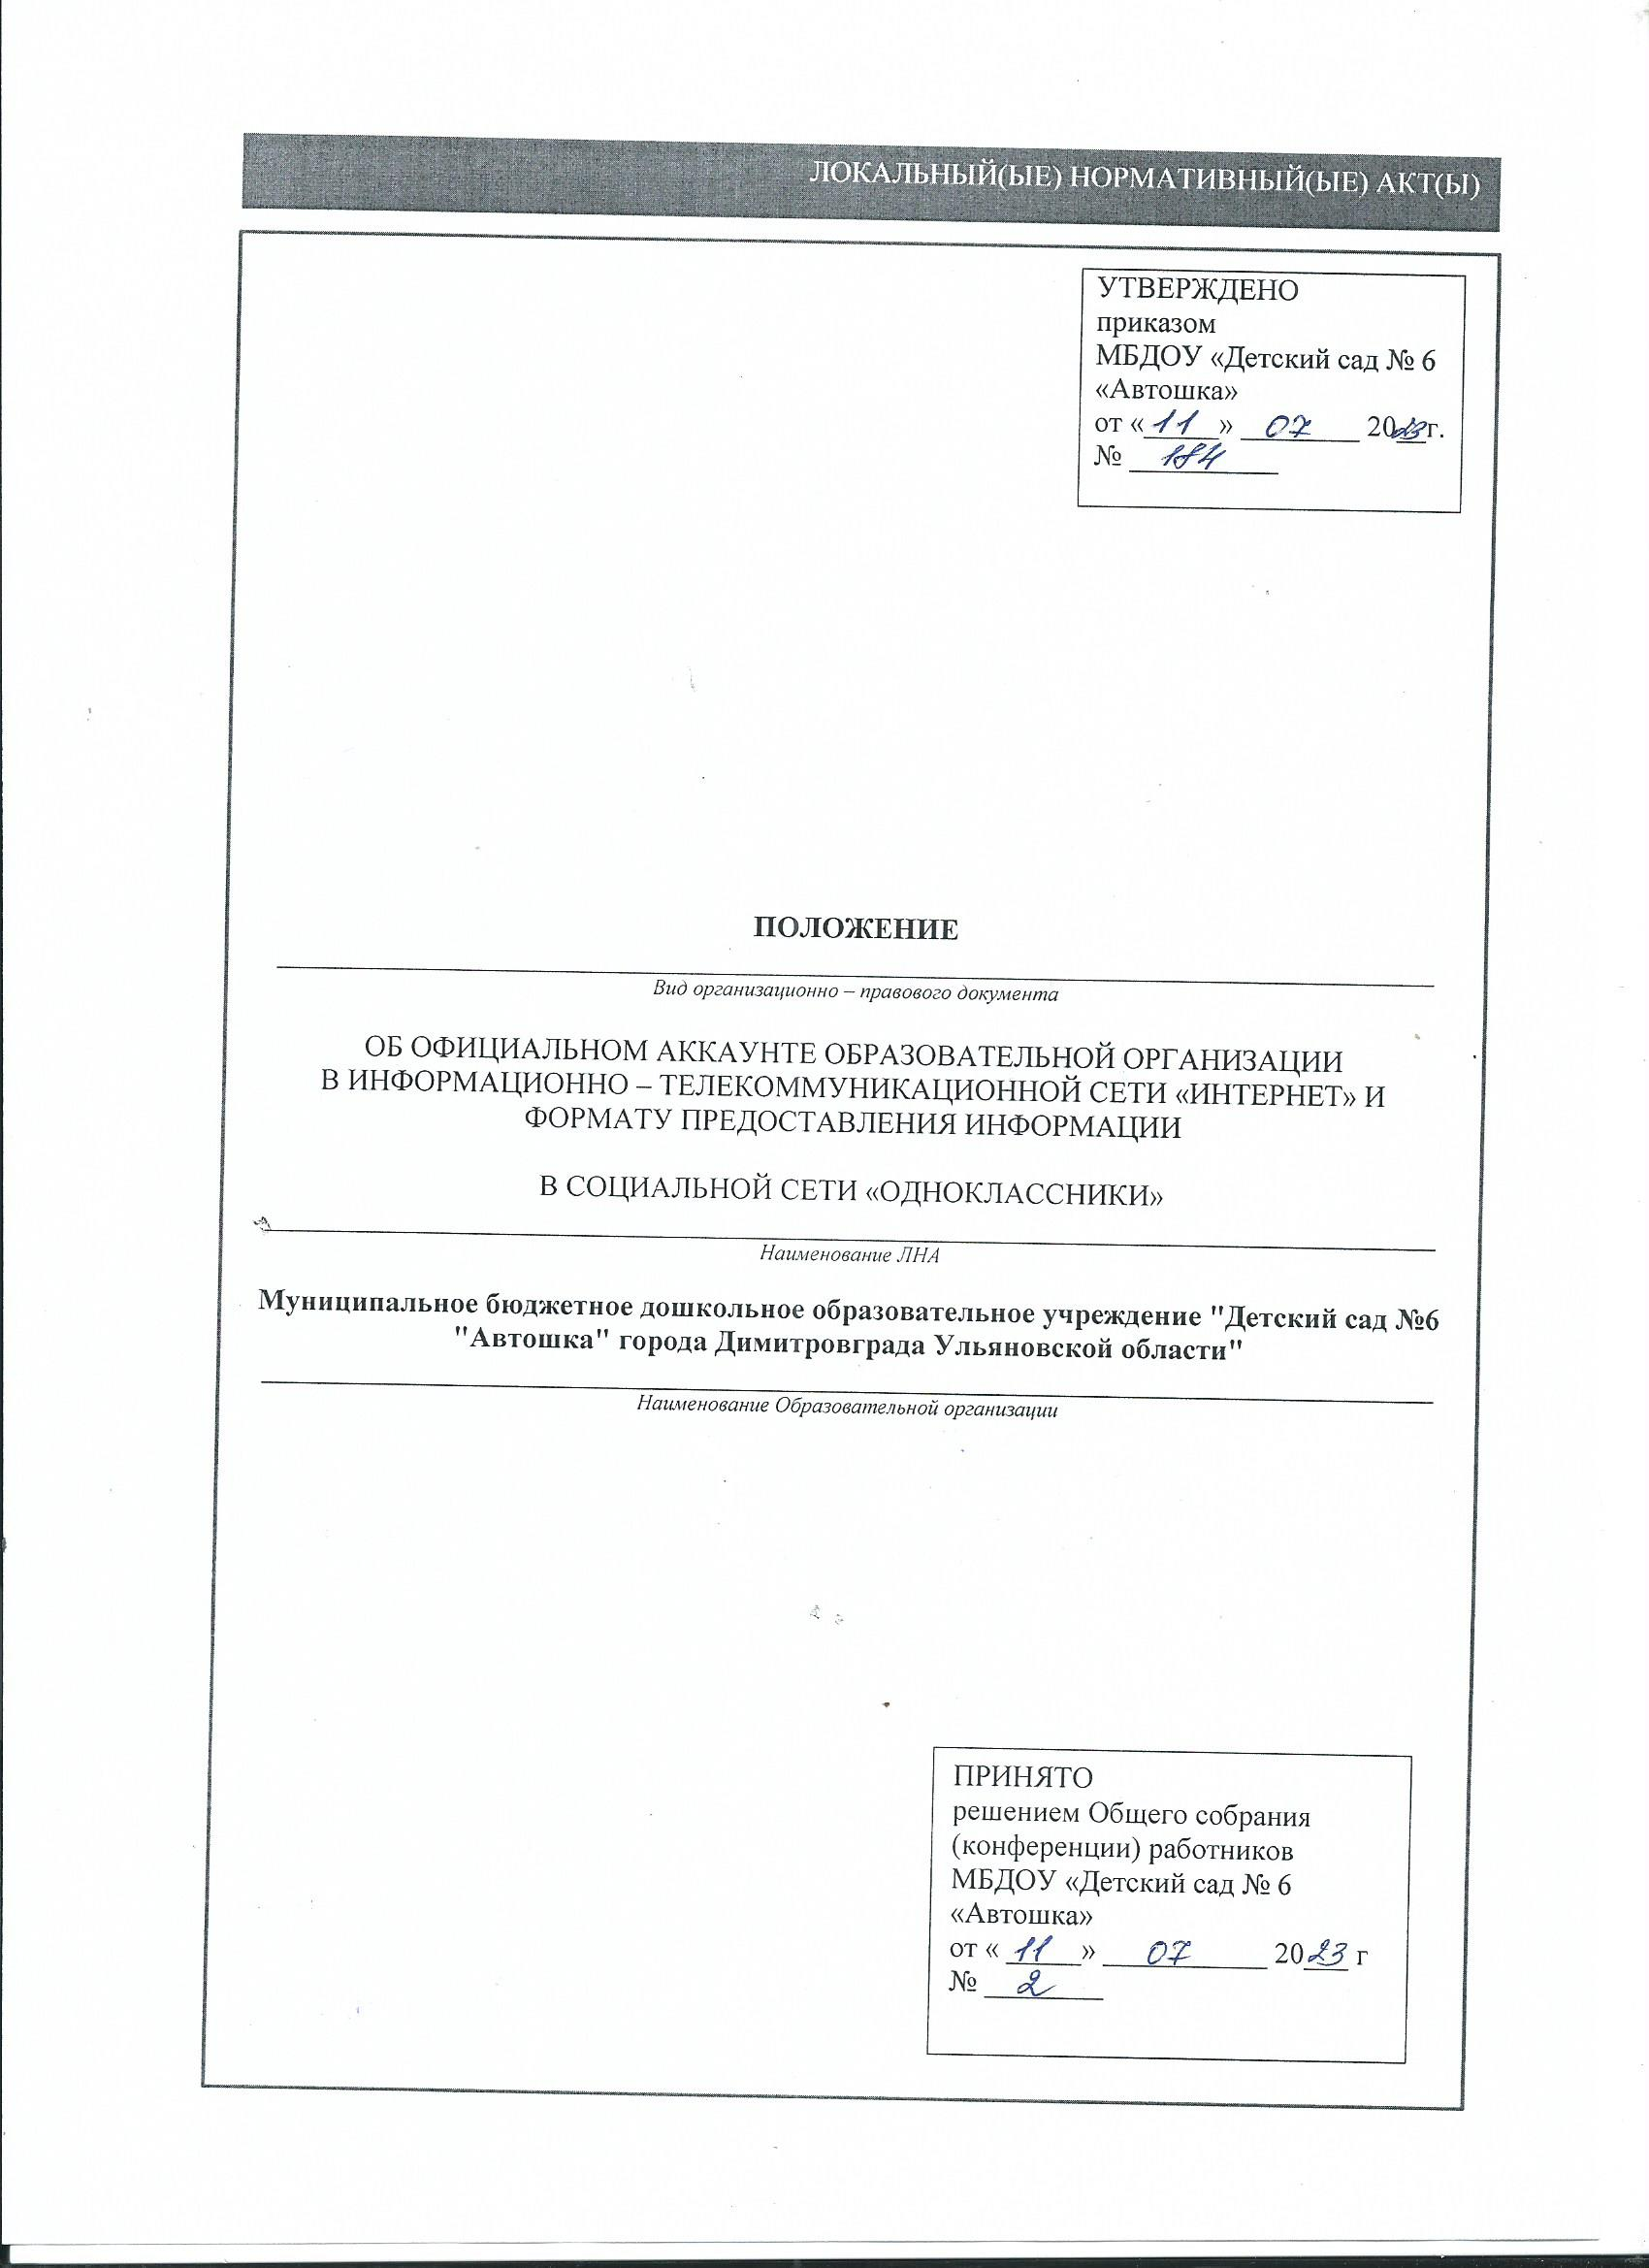 ЛОКАЛЬНЫЙ(ЫЕ) НОРМАТИВНЫЙ(ЫЕ) АКТ(Ы)
УТВЕРЖДЕНО
приказом
МБДОУ «Детский сад № 6
«Автошка»
от «11» 07 2023г.
№ 184
ПОЛОЖЕНИЕ
Вид организационно – правового документа
ОБ ОФИЦИАЛЬНОМ АККАУНТЕ ОБРАЗОВАТЕЛЬНОЙ ОРГАНИЗАЦИИ
В ИНФОРМАЦИОННО – ТЕЛЕКОММУНИКАЦИОННОЙ СЕТИ «ИНТЕРНЕТ» И
ФОРМАТУ ПРЕДОСТАВЛЕНИЯ ИНФОРМАЦИИ
В СОЦИАЛЬНОЙ СЕТИ «ОДНОКЛАССНИКИ»
Наименование ЛНА
Муниципальное бюджетное дошкольное образовательное учреждение "Детский сад №6
"Автошка" города Димитровграда Ульяновской области"
Наименование Образовательной организации
ПРИНЯТО
решением Общего собрания
(конференции) работников
МБДОУ «Детский сад № 6
«Автошка»
от « 11 » 07 2023 г
№ 2